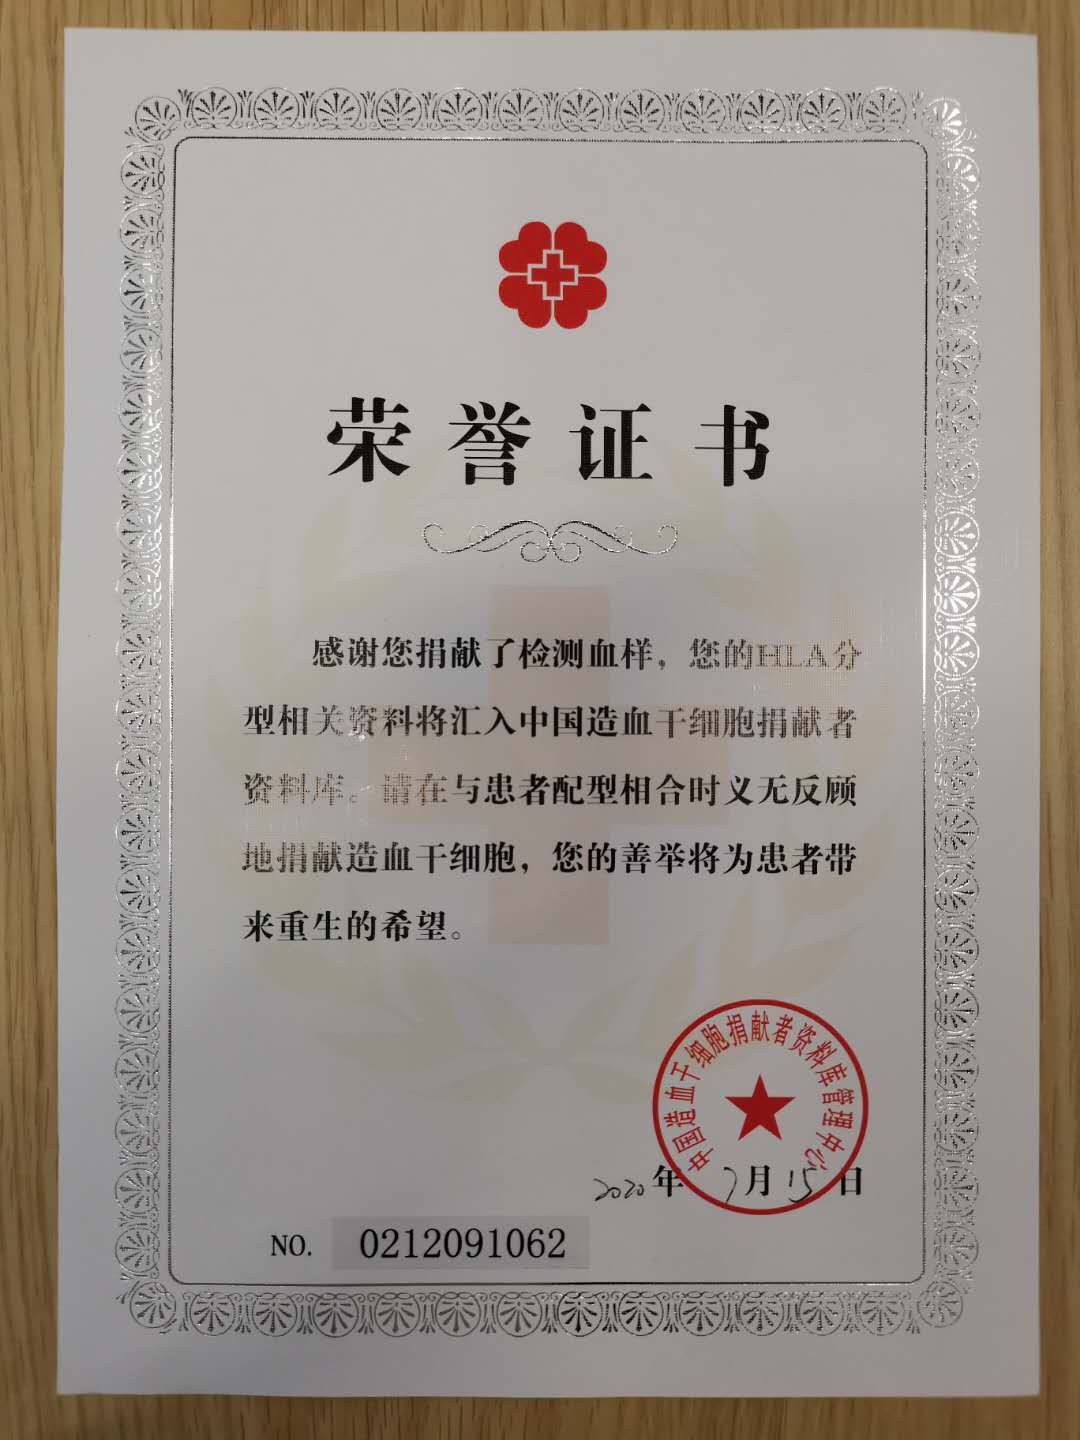 荣誉证书
感谢您捐献了检测血样，您的HLA分
型相关资料将汇入中国造血干细胞捐献者
资料库。请在与患者配型相合时义无反顾
地捐献造血干细胞，您的善举将为患者带
来重生的希望。
中国造血干细胞捐献者资料库管理中心
2020年7月15日
NO. 0212091062